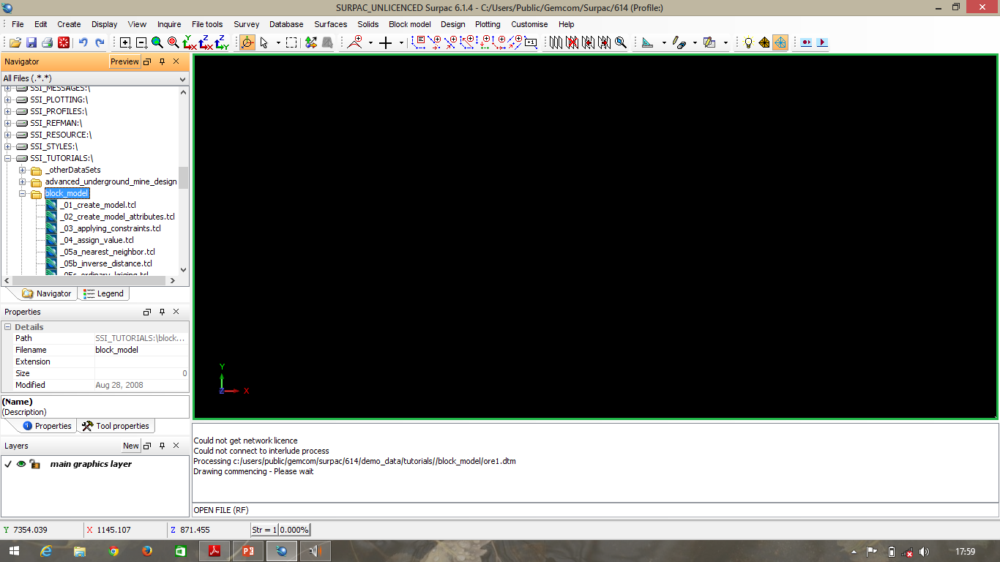 SURPAC_UNLICENCED Surpac 6.1.4 - C:/Users/Public/Gemcom/Surpac/614 (Profile:)
File Edit Create Display View Inquire File tools Survey Database Surfaces Solids Block model Design Plotting Customise Help
Y X Z X Z Y
Navigator Preview
All Files (.*.*)
SSI_MESSAGES:\
SSI_PLOTTING:\
SSI_PROFILES:\
SSI_REFMAN:\
SSI_RESOURCE:\
SSI_STYLES:\
SSI_TUTORIALS:\
_otherDataSets
advanced_underground_mine_design
block_model
_01_create_model.tcl
_02_create_model_attributes.tcl
_03_applying_constraints.tcl
_04_assign_value.tcl
_05a_nearest_neighbor.tcl
_05b_inverse_distance.tcl
_05c_ordinary_kriging.tcl
Navigator Legend
Properties
Details
Path SSI_TUTORIALS:\block...
Filename block_model
Extension
Size 0
Modified Aug 28, 2008
(Name)
(Description)
Properties Tool properties
Layers New
main graphics layer
Y
Z X
Could not get network licence
Could not connect to interlude process
Processing c:/users/public/gemcom/surpac/614/demo_data/tutorials//block_model/ore1.dtm
Drawing commencing - Please wait
OPEN FILE (RF)
Y 7354.039 X 1145.107 Z 871.455 Str = 1 0.000%
17:59